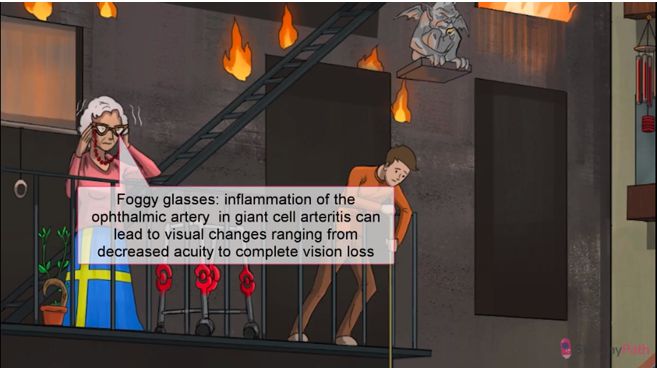 Foggy glasses: inflammation of the
ophthalmic artery in giant cell arteritis can
lead to visual changes ranging from
decreased acuity to complete vision loss